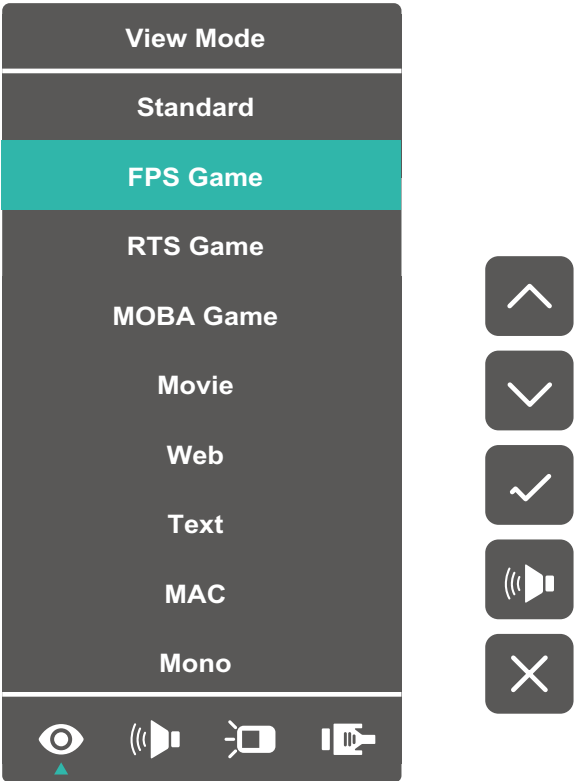 View Mode
Standard
FPS Game
RTS Game
MOBA Game
Movie
Web
Text
MAC
Mono